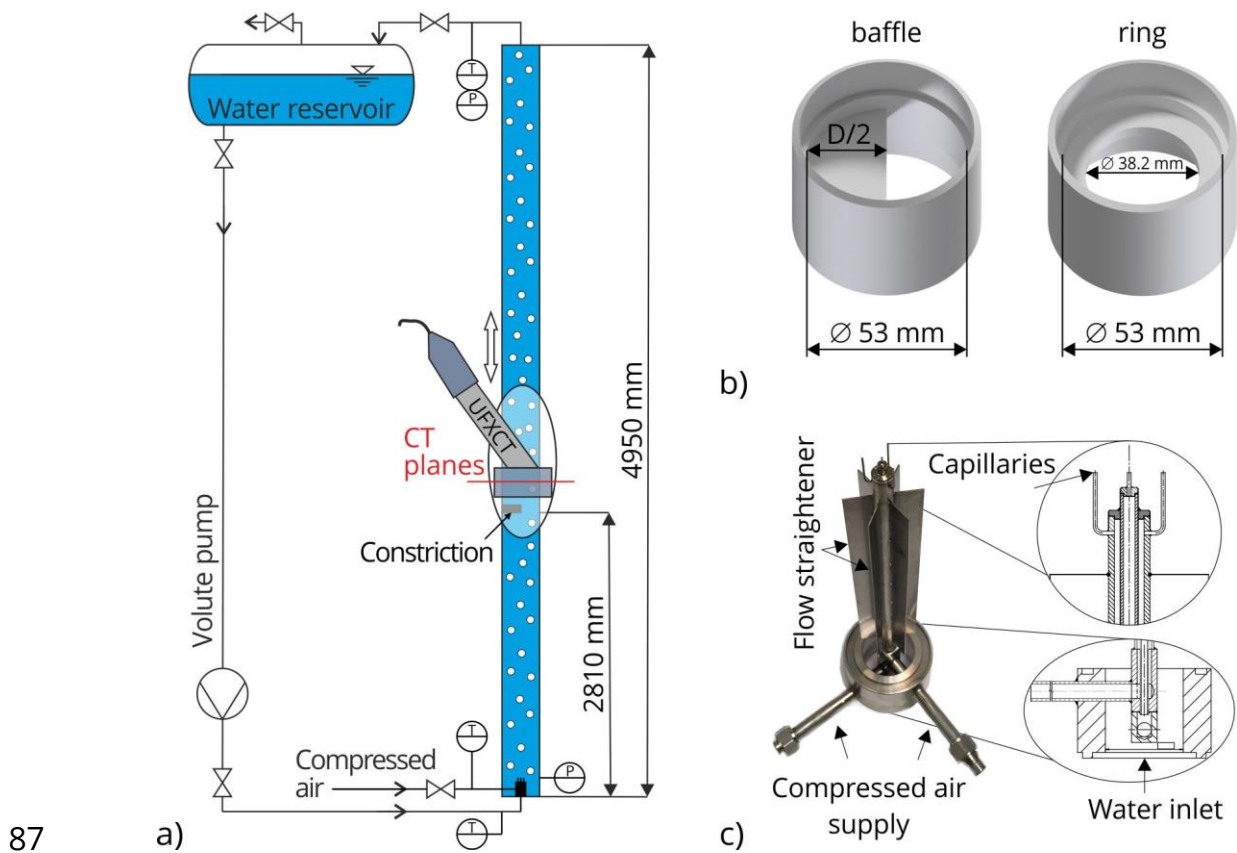 T
P
Water reservoir
UFXCT
CT
planes
Constriction
4950 mm
2810 mm
Volute pump
Compressed
air
T
P
T
87
a)
baffle
ring
D/2
∅ 38.2 mm
∅ 53 mm
∅ 53 mm
b)
Capillaries
Flow straightener
Compressed air
supply
Water inlet
c)